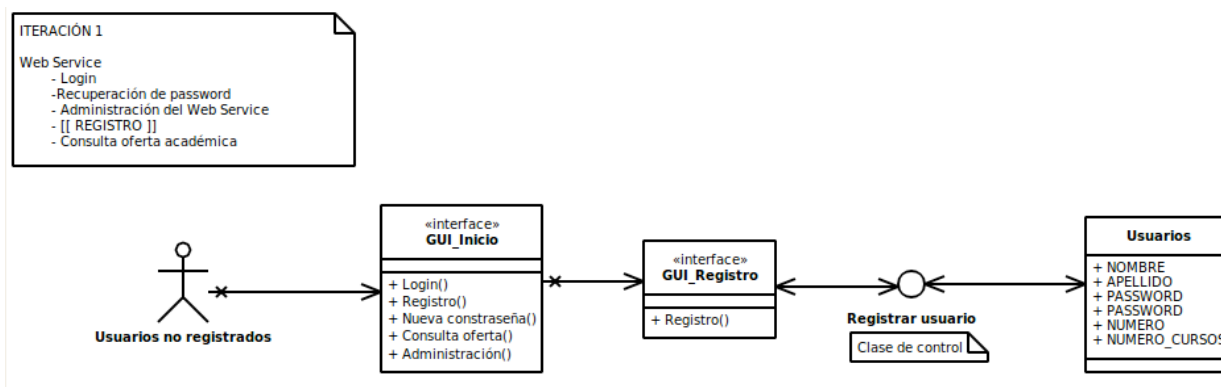 ITERACIÓN 1
Web Service
- Login
-Recuperación de password
- Administración del Web Service
- [[ REGISTRO ]]
- Consulta oferta académica
Usuarios no registrados
«interface»
GUI_Inicio
+ Login()
+ Registro()
+ Nueva constraseña()
+ Consulta oferta()
+ Administración()
«interface»
GUI_Registro
+ Registro()
Registrar usuario
Clase de control
Usuarios
+ NOMBRE
+ APELLIDO
+ PASSWORD
+ PASSWORD
+ NUMERO
+ NUMERO_CURSOS